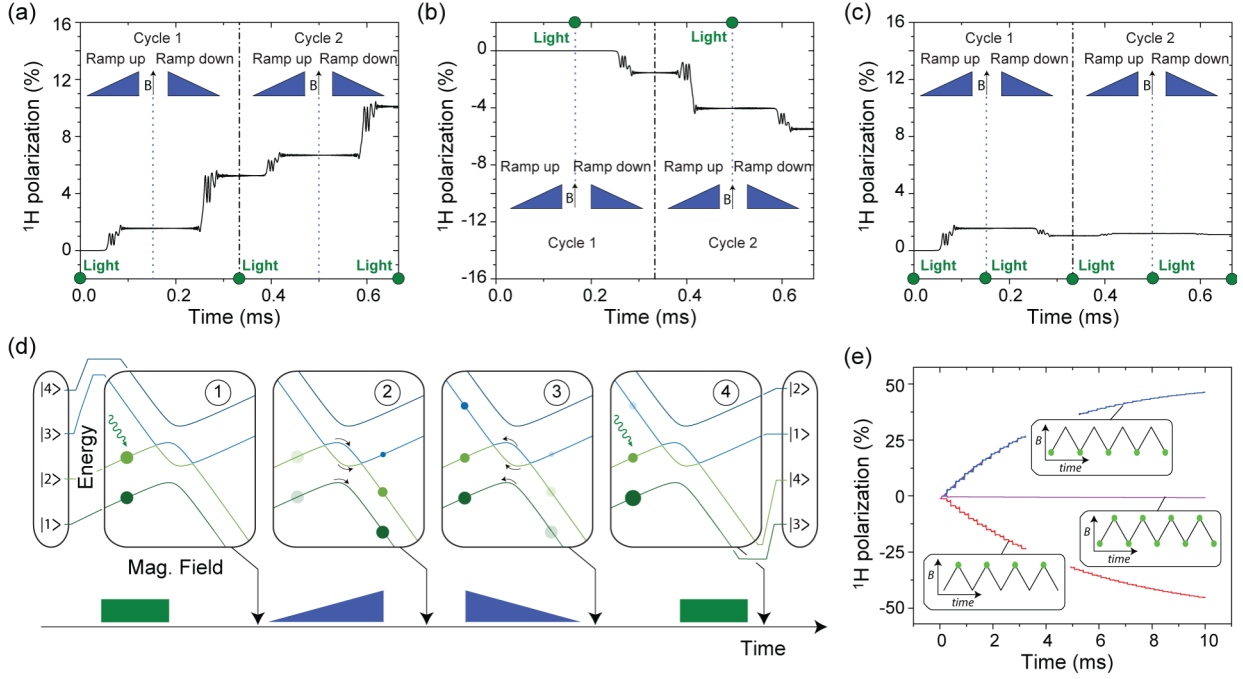 (a)
16
12
8
4
0
¹H polarization (%)
Cycle 1
Cycle 2
Ramp up
Ramp down
Ramp up
Ramp down
B
B
Light
Light
Light
0.0
0.2
0.4
0.6
Time (ms)
(b)
0
-4
-8
-12
-16
¹H polarization (%)
Light
Light
Ramp up
Ramp down
Ramp up
Ramp down
B
B
Cycle 1
Cycle 2
0.0
0.2
0.4
0.6
Time (ms)
(c)
16
12
8
4
0
¹H polarization (%)
Cycle 1
Cycle 2
Ramp up
Ramp down
Ramp up
Ramp down
B
B
Light
Light
Light
Light
0.0
0.2
0.4
0.6
Time (ms)
(d)
|4>
|3>
|2>
|1>
Energy
1
2
3
4
|2>
|1>
|4>
|3>
Mag. Field
Time
(e)
50
25
0
-25
-50
¹H polarization (%)
B
time
B
time
B
time
0
2
4
6
8
10
Time (ms)